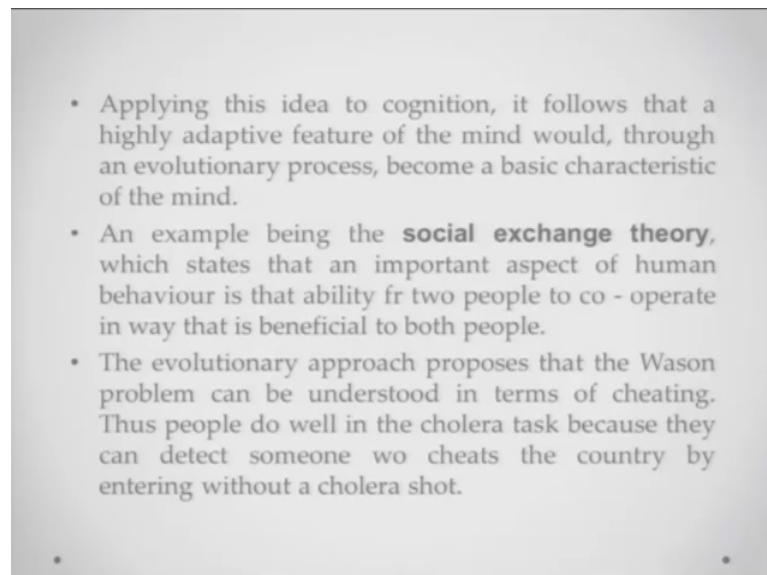 • Applying this idea to cognition, it follows that a
highly adaptive feature of the mind would, through
an evolutionary process, become a basic characteristic
of the mind.
• An example being the social exchange theory,
which states that an important aspect of human
behaviour is that ability fr two people to co - operate
in way that is beneficial to both people.
• The evolutionary approach proposes that the Wason
problem can be understood in terms of cheating.
Thus people do well in the cholera task because they
can detect someone wo cheats the country by
entering without a cholera shot.